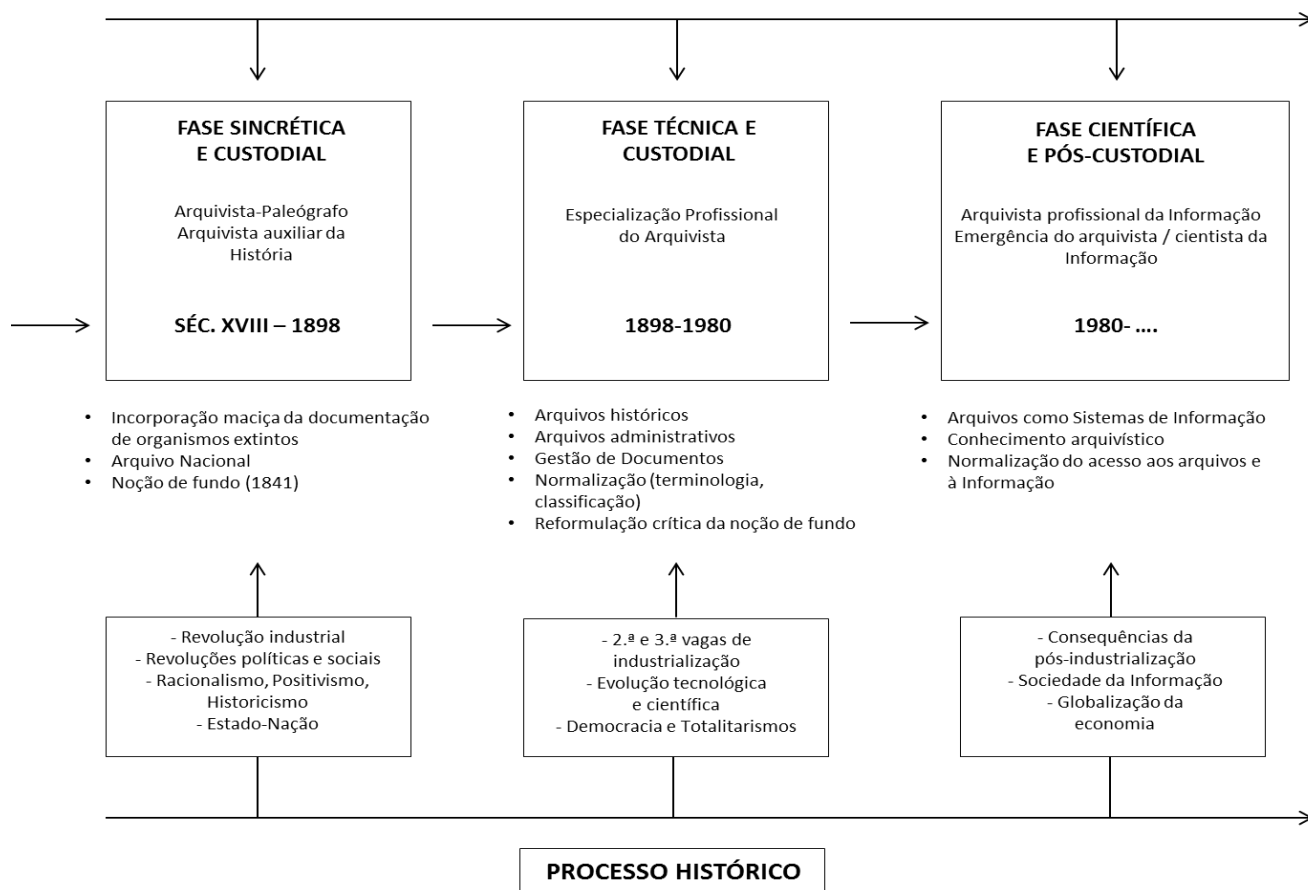 FASE SINCRÉTICA
E CUSTODIAL
Arquivista-Paleógrafo
Arquivista auxiliar da
História
SÉC. XVIII – 1898
FASE TÉCNICA E
CUSTODIAL
Especialização Profissional
do Arquivista
1898-1980
FASE CIENTÍFICA
E PÓS-CUSTODIAL
Arquivista profissional da Informação
Emergência do arquivista / cientista da
Informação
1980- ....
• Incorporação maciça da documentação
de organismos extintos
• Arquivo Nacional
• Noção de fundo (1841)
• Arquivos históricos
• Arquivos administrativos
• Gestão de Documentos
• Normalização (terminologia,
classificação)
• Reformulação crítica da noção de fundo
• Arquivos como Sistemas de Informação
• Conhecimento arquivístico
• Normalização do acesso aos arquivos e
à Informação
- Revolução industrial
- Revoluções políticas e sociais
- Racionalismo, Positivismo,
Historicismo
- Estado-Nação
- 2.ª e 3.ª vagas de
industrialização
- Evolução tecnológica
e científica
- Democracia e Totalitarismos
- Consequências da
pós-industrialização
- Sociedade da Informação
- Globalização da
economia
PROCESSO HISTÓRICO